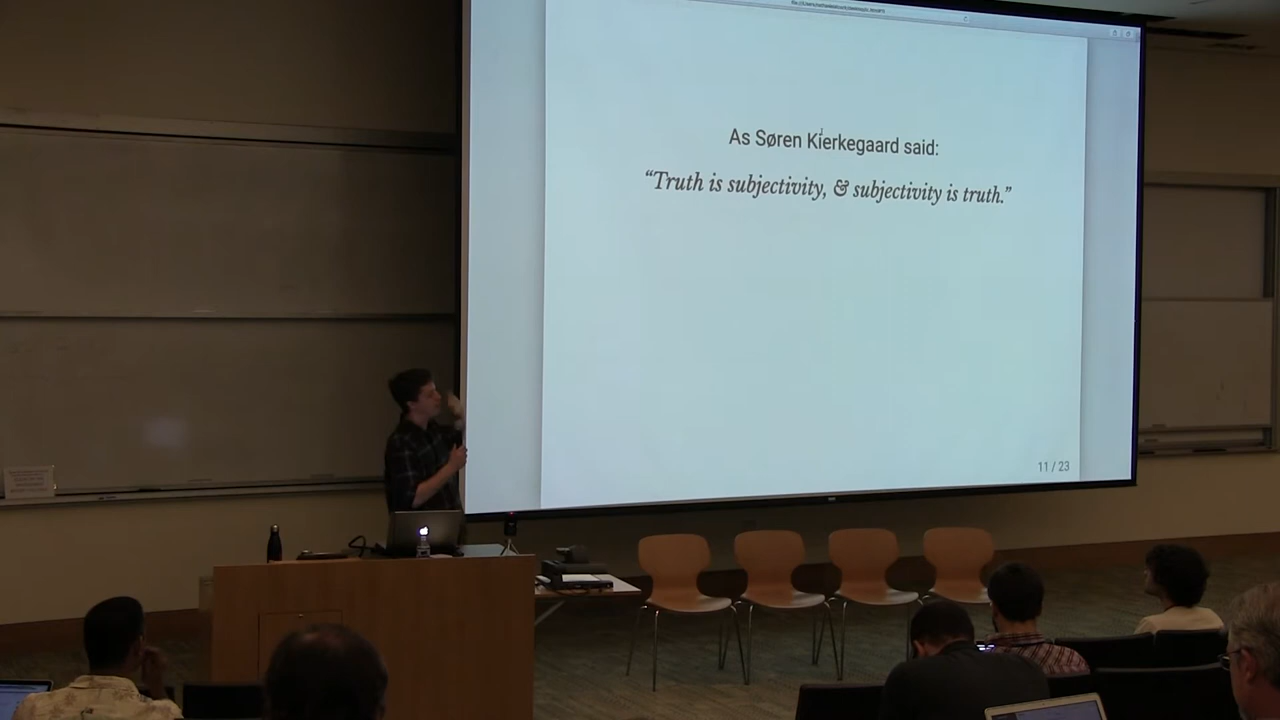 As Søren Kierkegaard said:
“Truth is subjectivity, & subjectivity is truth.”
11 / 23